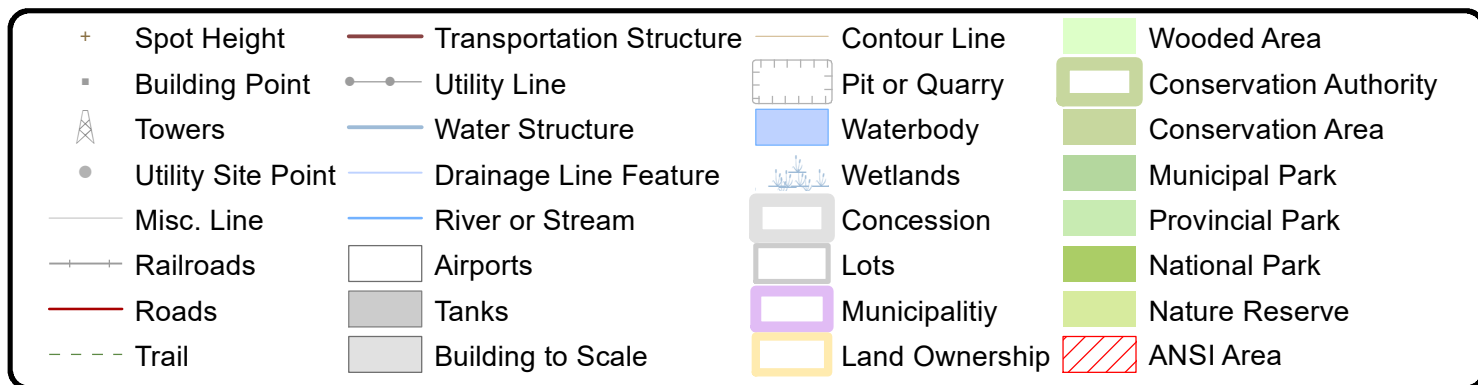 Spot Height
Building Point
Towers
Utility Site Point
Misc. Line
Railroads
Roads
Trail
Transportation Structure
Utility Line
Water Structure
Drainage Line Feature
River or Stream
Airports
Tanks
Building to Scale
Contour Line
Pit or Quarry
Waterbody
Wetlands
Concession
Lots
Municipalitiy
Land Ownership
Wooded Area
Conservation Authority
Conservation Area
Municipal Park
Provincial Park
National Park
Nature Reserve
ANSI Area